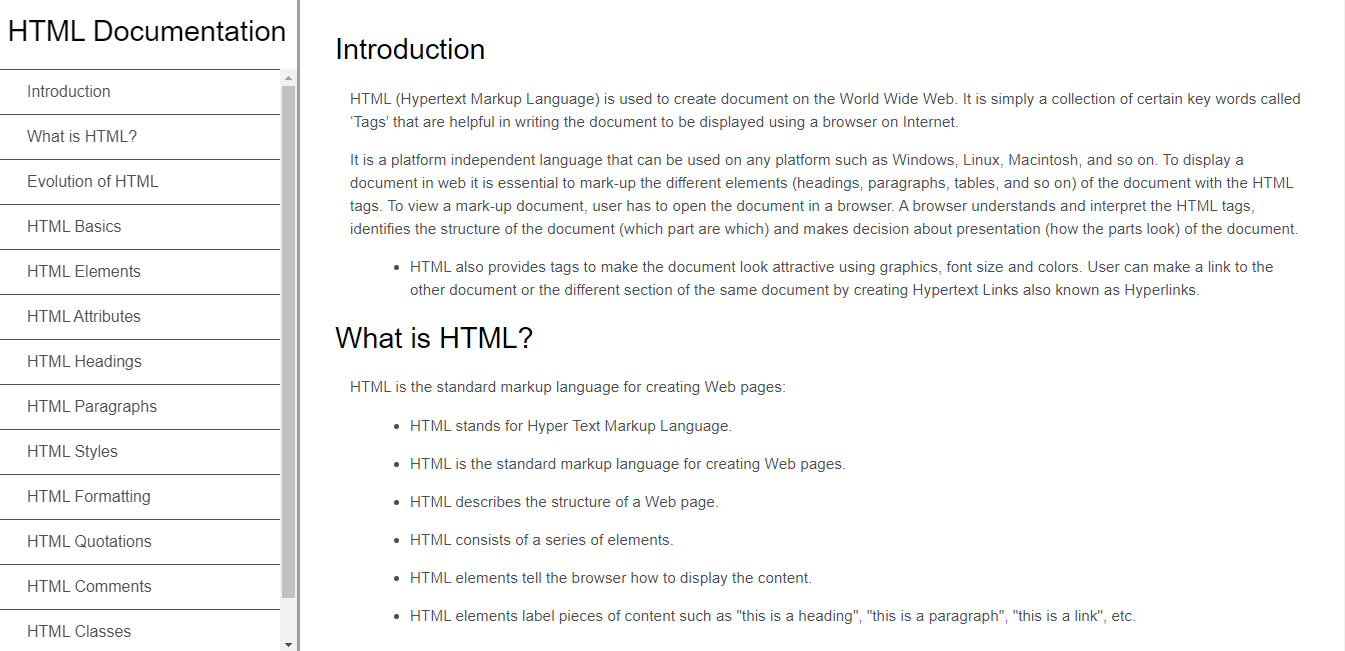 HTML Documentation
Introduction
What is HTML?
Evolution of HTML
HTML Basics
HTML Elements
HTML Attributes
HTML Headings
HTML Paragraphs
HTML Styles
HTML Formatting
HTML Quotations
HTML Comments
HTML Classes
Introduction
HTML (Hypertext Markup Language) is used to create document on the World Wide Web. It is simply a collection of certain key words called
‘Tags’ that are helpful in writing the document to be displayed using a browser on Internet.
It is a platform independent language that can be used on any platform such as Windows, Linux, Macintosh, and so on. To display a
document in web it is essential to mark-up the different elements (headings, paragraphs, tables, and so on) of the document with the HTML
tags. To view a mark-up document, user has to open the document in a browser. A browser understands and interpret the HTML tags,
identifies the structure of the document (which part are which) and makes decision about presentation (how the parts look) of the document.
• HTML also provides tags to make the document look attractive using graphics, font size and colors. User can make a link to the
other document or the different section of the same document by creating Hypertext Links also known as Hyperlinks.
What is HTML?
HTML is the standard markup language for creating Web pages:
• HTML stands for Hyper Text Markup Language.
• HTML is the standard markup language for creating Web pages.
• HTML describes the structure of a Web page.
• HTML consists of a series of elements.
• HTML elements tell the browser how to display the content.
• HTML elements label pieces of content such as "this is a heading", "this is a paragraph", "this is a link", etc.